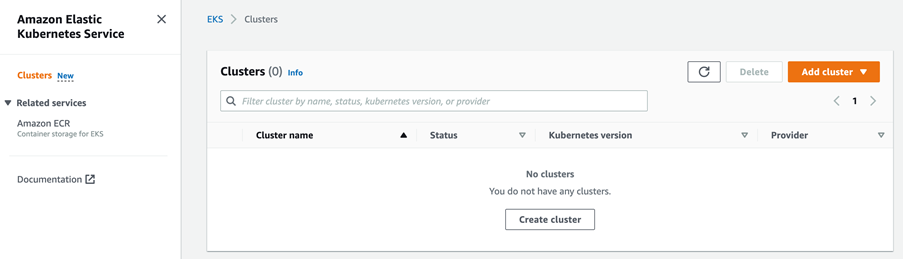 Amazon Elastic
Kubernetes Service
Clusters New
Related services
Amazon ECR
Container storage for EKS
Documentation
EKS > Clusters
Clusters (0) Info
Delete
Add cluster
Filter cluster by name, status, kubernetes version, or provider
1
Cluster name Status Kubernetes version Provider
No clusters
You do not have any clusters.
Create cluster